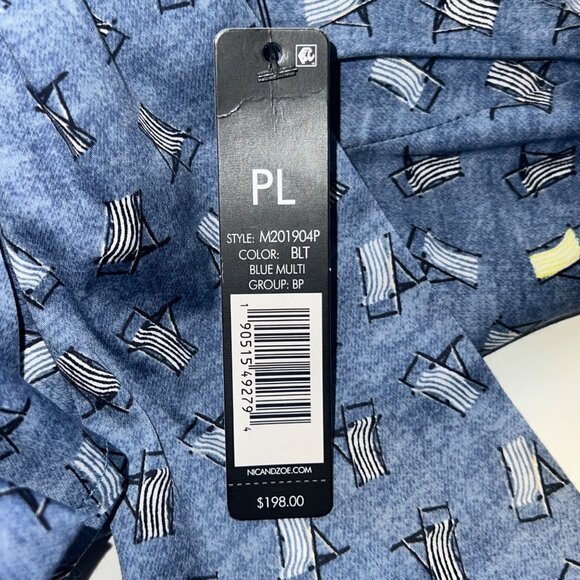 PL
STYLE: M201904P
COLOR: BLT
BLUE MULTI
GROUP: BP
1 90515 49279 4
NICANDZOE.COM
$198.00